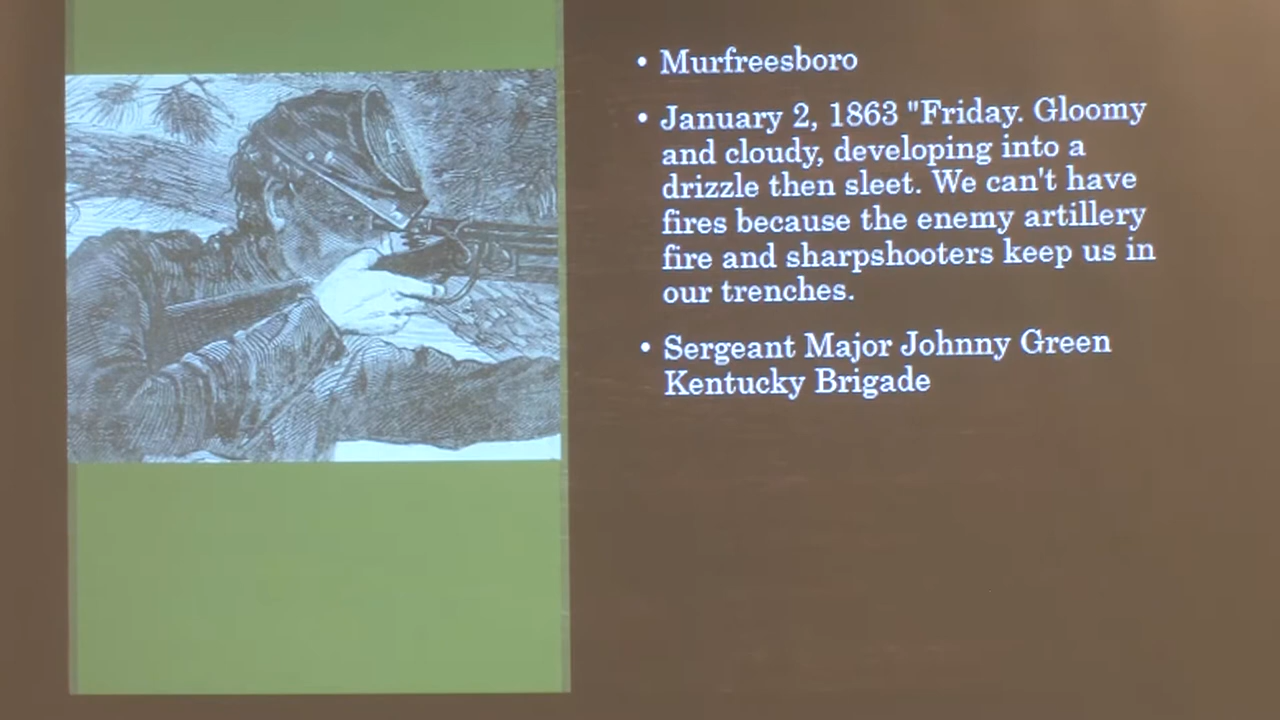 • Murfreesboro
• January 2, 1863 "Friday. Gloomy
and cloudy, developing into a
drizzle then sleet. We can't have
fires because the enemy artillery
fire and sharpshooters keep us in
our trenches.
• Sergeant Major Johnny Green
Kentucky Brigade